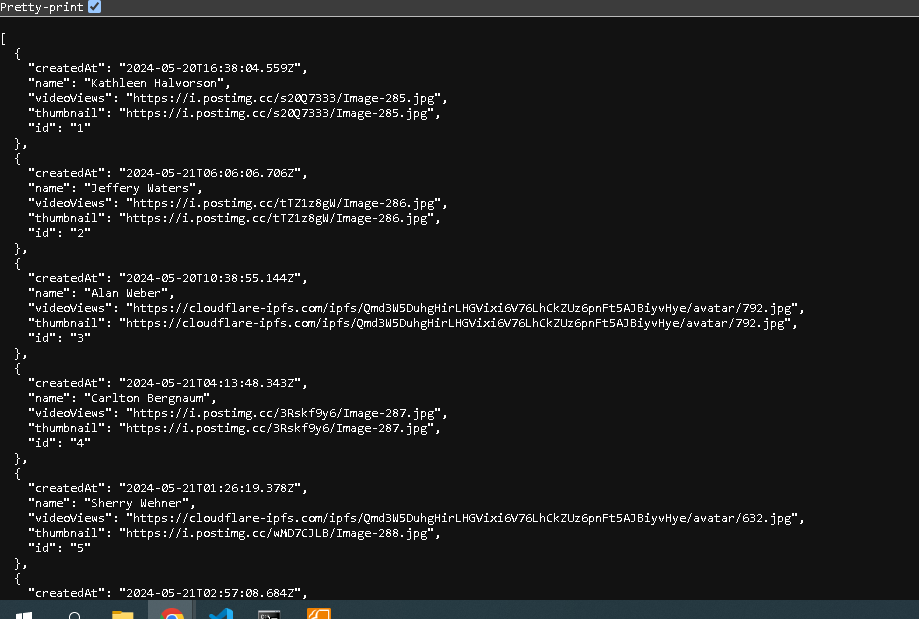 Pretty-print
[
{
"createdAt": "2024-05-20T16:38:04.559Z",
"name": "Kathleen Halvorson",
"videoViews": "https://i.postimg.cc/s20Q7333/Image-285.jpg",
"thumbnail": "https://i.postimg.cc/s20Q7333/Image-285.jpg",
"id": "1"
},
{
"createdAt": "2024-05-21T06:06:06.706Z",
"name": "Jeffery Waters",
"videoViews": "https://i.postimg.cc/tTZ1z8gW/Image-286.jpg",
"thumbnail": "https://i.postimg.cc/tTZ1z8gW/Image-286.jpg",
"id": "2"
},
{
"createdAt": "2024-05-20T10:38:55.144Z",
"name": "Alan Weber",
"videoViews": "https://cloudflare-ipfs.com/ipfs/Qmd3W5DuhgHirLHGVixi6V76LhCkZUz6pnFt5AJBiyvHye/avatar/792.jpg",
"thumbnail": "https://cloudflare-ipfs.com/ipfs/Qmd3W5DuhgHirLHGVixi6V76LhCkZUz6pnFt5AJBiyvHye/avatar/792.jpg",
"id": "3"
},
{
"createdAt": "2024-05-21T04:13:48.343Z",
"name": "Carlton Bergnaum",
"videoViews": "https://i.postimg.cc/3Rskf9y6/Image-287.jpg",
"thumbnail": "https://i.postimg.cc/3Rskf9y6/Image-287.jpg",
"id": "4"
},
{
"createdAt": "2024-05-21T01:26:19.378Z",
"name": "Sherry Wehner",
"videoViews": "https://cloudflare-ipfs.com/ipfs/Qmd3W5DuhgHirLHGVixi6V76LhCkZUz6pnFt5AJBiyvHye/avatar/632.jpg",
"thumbnail": "https://i.postimg.cc/wMD7CJLB/Image-288.jpg",
"id": "5"
},
{
"createdAt": "2024-05-21T02:57:08.684Z",